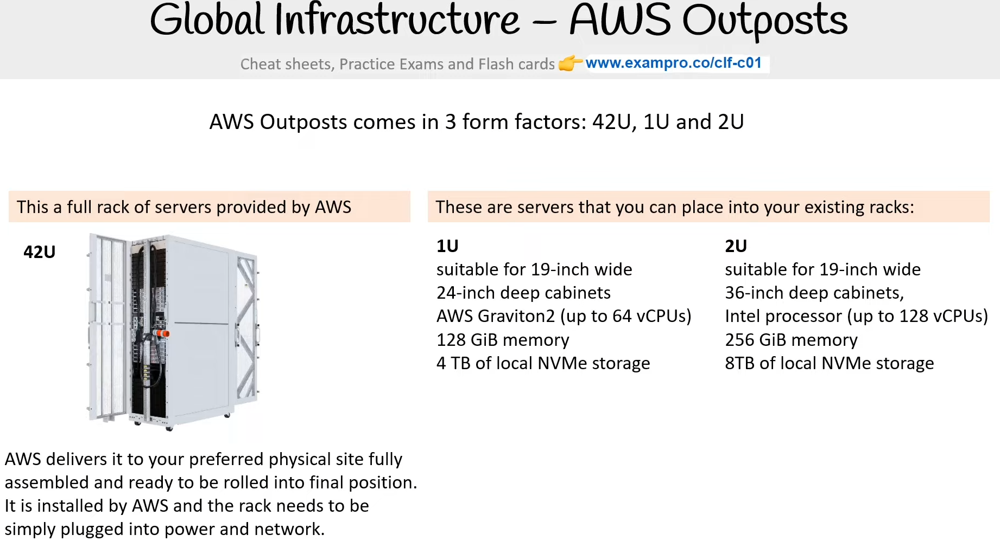 Global Infrastructure – AWS Outposts
Cheat sheets, Practice Exams and Flash cards 👉 www.exampro.co/clf-c01
AWS Outposts comes in 3 form factors: 42U, 1U and 2U
This a full rack of servers provided by AWS
42U
AWS delivers it to your preferred physical site fully
assembled and ready to be rolled into final position.
It is installed by AWS and the rack needs to be
simply plugged into power and network.
These are servers that you can place into your existing racks:
1U
suitable for 19-inch wide
24-inch deep cabinets
AWS Graviton2 (up to 64 vCPUs)
128 GiB memory
4 TB of local NVMe storage
2U
suitable for 19-inch wide
36-inch deep cabinets,
Intel processor (up to 128 vCPUs)
256 GiB memory
8TB of local NVMe storage